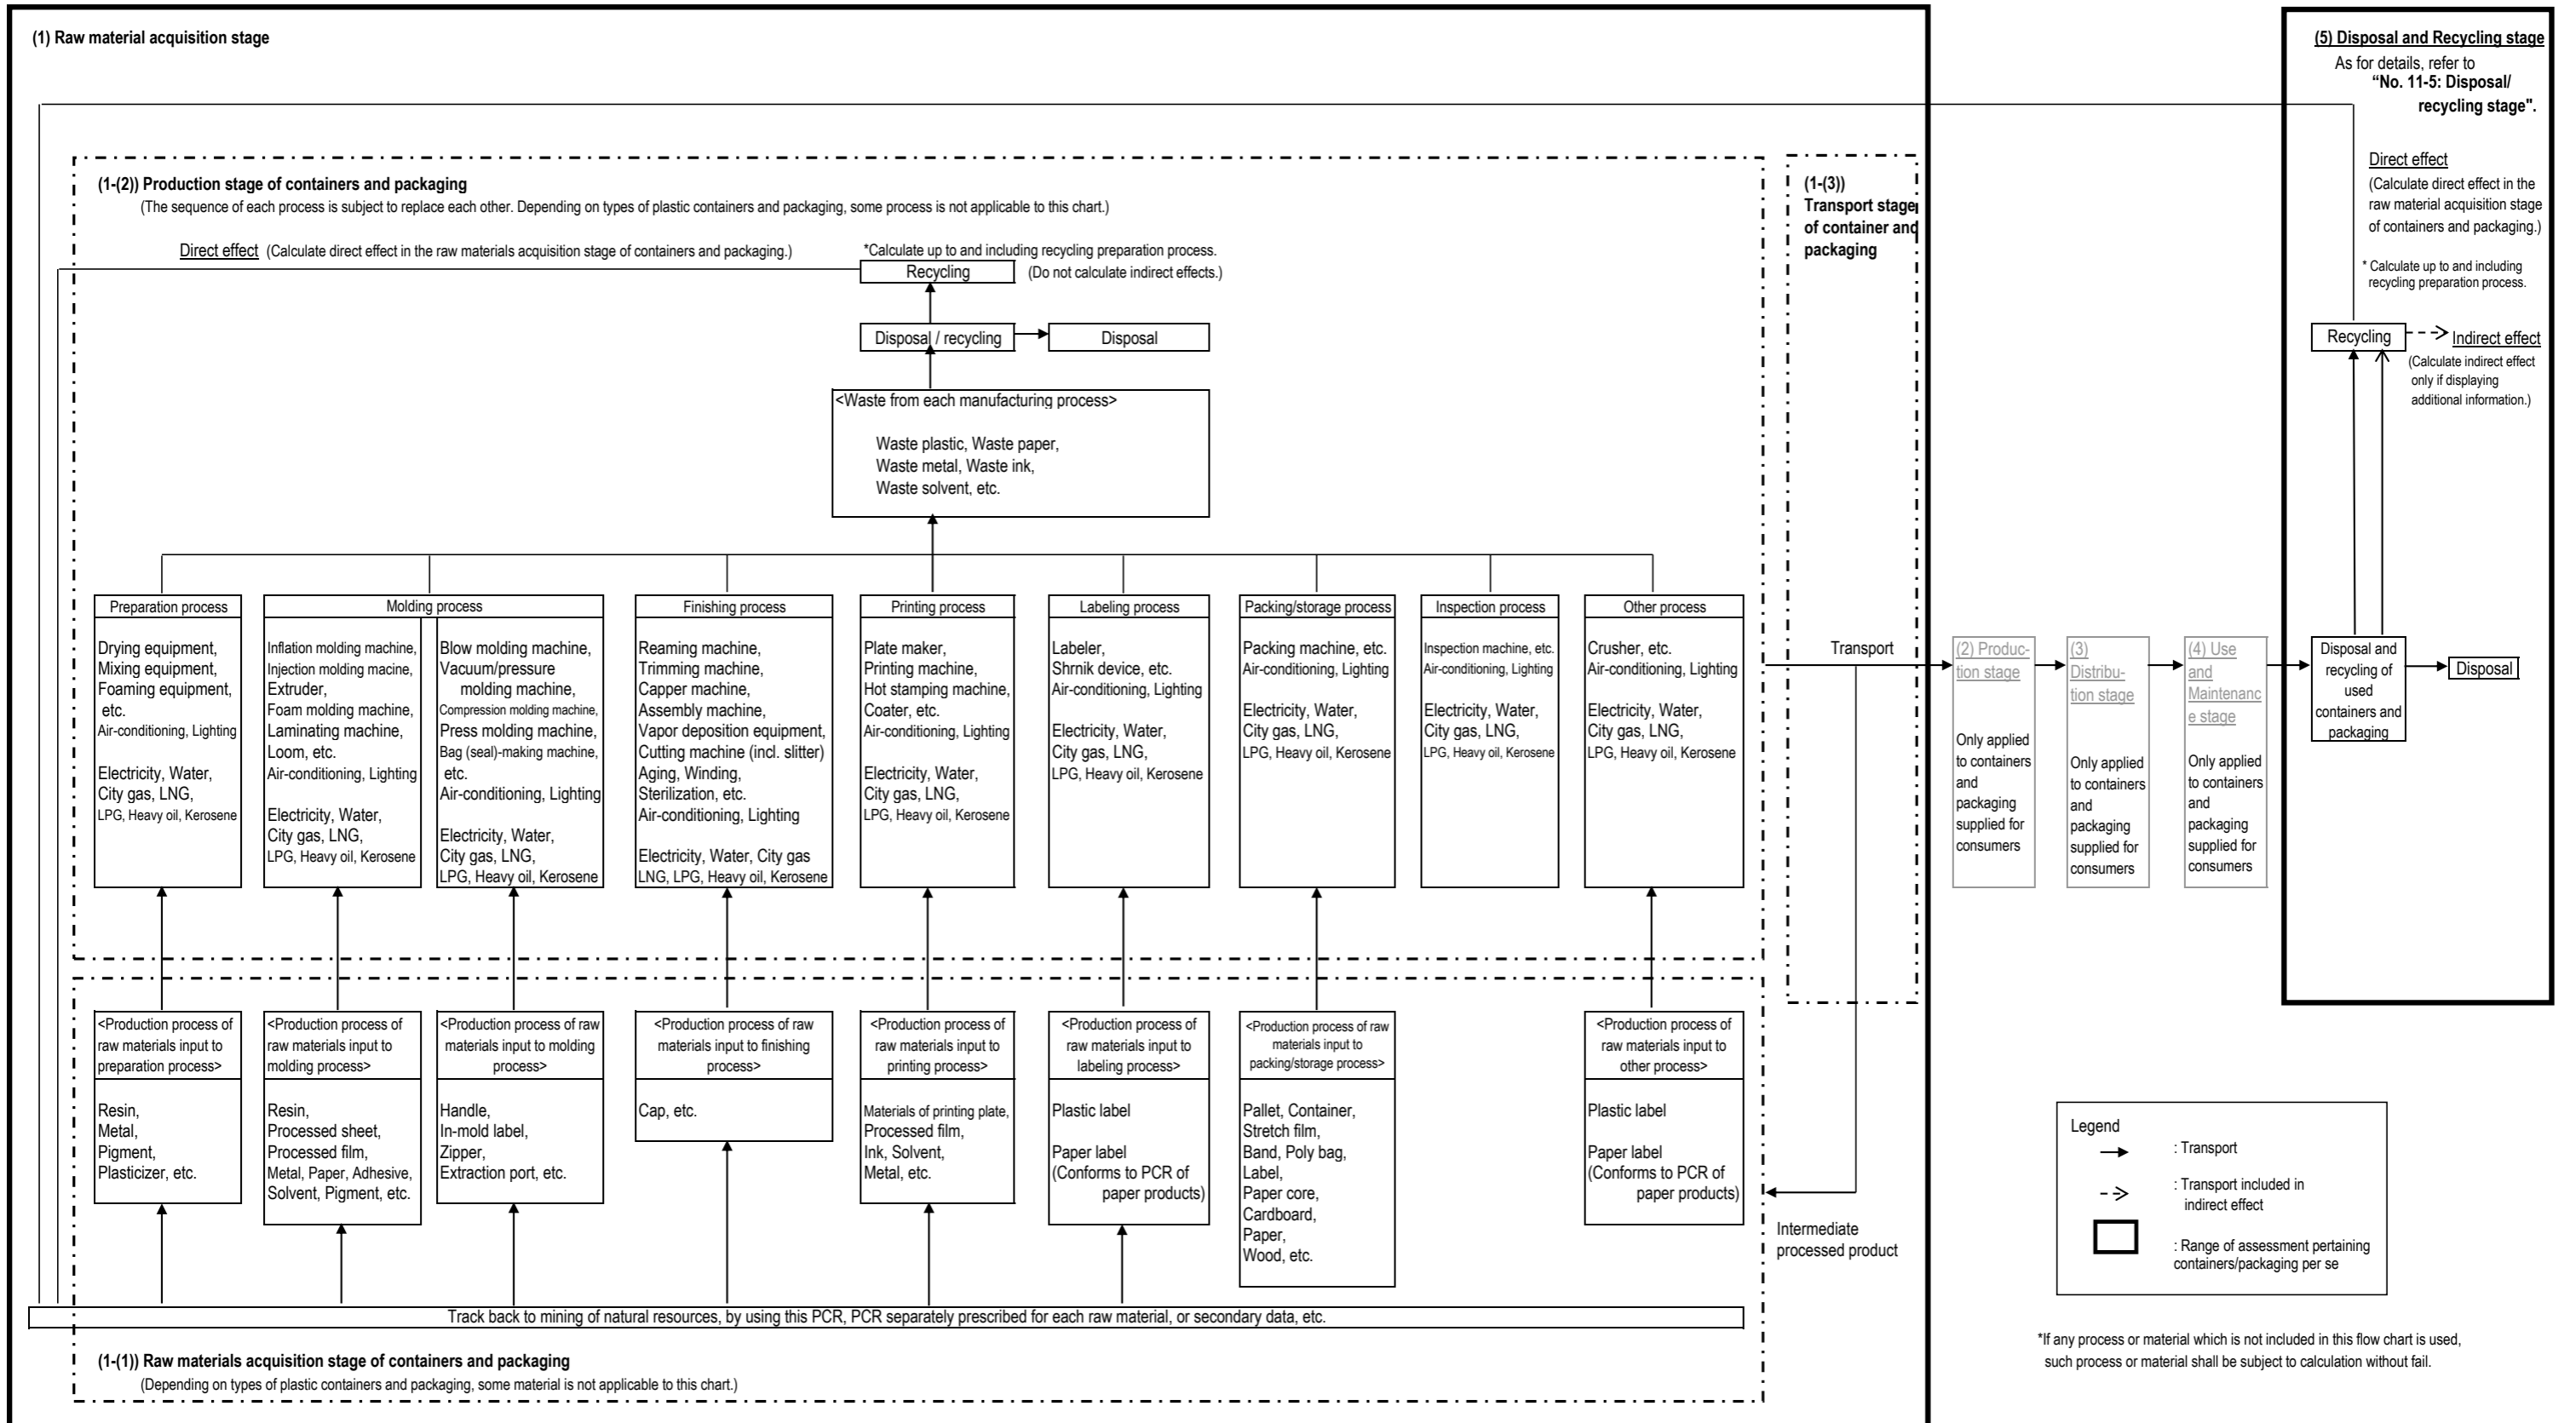 (1) Raw material acquisition stage
(5) Disposal and Recycling stage
As for details, refer to
“No. 11-5: Disposal/
recycling stage".
Direct effect
(Calculate direct effect in the
raw material acquisition stage
of containers and packaging.)
* Calculate up to and including
recycling preparation process.
Recycling
Indirect effect
(Calculate indirect effect
only if displaying
additional information.)
(1-(2)) Production stage of containers and packaging
(The sequence of each process is subject to replace each other. Depending on types of plastic containers and packaging, some process is not applicable to this chart.)
Direct effect (Calculate direct effect in the raw materials acquisition stage of containers and packaging.)
*Calculate up to and including recycling preparation process.
Recycling
(Do not calculate indirect effects.)
Disposal / recycling
Disposal
<Waste from each manufacturing process>
Waste plastic, Waste paper,
Waste metal, Waste ink,
Waste solvent, etc.
(1-(3))
Transport stage
of container and
packaging
Preparation process
Drying equipment,
Mixing equipment,
Foaming equipment,
etc.
Air-conditioning, Lighting
Electricity, Water,
City gas, LNG,
LPG, Heavy oil, Kerosene
Molding process
Inflation molding machine,
Injection molding macine,
Extruder,
Foam molding machine,
Laminating machine,
Loom, etc.
Air-conditioning, Lighting
Electricity, Water,
City gas, LNG,
LPG, Heavy oil, Kerosene
Blow molding machine,
Vacuum/pressure
molding machine,
Compression molding machine,
Press molding machine,
Bag (seal)-making machine,
etc.
Air-conditioning, Lighting
Electricity, Water,
City gas, LNG,
LPG, Heavy oil, Kerosene
Finishing process
Reaming machine,
Trimming machine,
Capper machine,
Assembly machine,
Vapor deposition equipment,
Cutting machine (incl. slitter)
Aging, Winding,
Sterilization, etc.
Air-conditioning, Lighting
Electricity, Water, City gas
LNG, LPG, Heavy oil, Kerosene
Printing process
Plate maker,
Printing machine,
Hot stamping machine,
Coater, etc.
Air-conditioning, Lighting
Electricity, Water,
City gas, LNG,
LPG, Heavy oil, Kerosene
Labeling process
Labeler,
Shrnik device, etc.
Air-conditioning, Lighting
Electricity, Water,
City gas, LNG,
LPG, Heavy oil, Kerosene
Packing/storage process
Packing machine, etc.
Air-conditioning, Lighting
Electricity, Water,
City gas, LNG,
LPG, Heavy oil, Kerosene
Inspection process
Inspection machine, etc.
Air-conditioning, Lighting
Electricity, Water,
City gas, LNG,
LPG, Heavy oil, Kerosene
Other process
Crusher, etc.
Air-conditioning, Lighting
Electricity, Water,
City gas, LNG,
LPG, Heavy oil, Kerosene
Transport
(2) Produc-
tion stage
Only applied
to containers
and
packaging
supplied for
consumers
(3)
Distribu-
tion stage
Only applied
to containers
and
packaging
supplied for
consumers
(4) Use
and
Maintenanc
e stage
Only applied
to containers
and
packaging
supplied for
consumers
Disposal and
recycling of
used
containers and
packaging
Disposal
<Production process of
raw materials input to
preparation process>
Resin,
Metal,
Pigment,
Plasticizer, etc.
<Production process of
raw materials input to
molding process>
Resin,
Processed sheet,
Processed film,
Metal, Paper, Adhesive,
Solvent, Pigment, etc.
<Production process of raw
materials input to molding
process>
Handle,
In-mold label,
Zipper,
Extraction port, etc.
<Production process of raw
materials input to finishing
process>
Cap, etc.
<Production process of
raw materials input to
printing process>
Materials of printing plate,
Processed film,
Ink, Solvent,
Metal, etc.
<Production process of
raw materials input to
labeling process>
Plastic label
Paper label
(Conforms to PCR of
paper products)
<Production process of raw
materials input to
packing/storage process>
Pallet, Container,
Stretch film,
Band, Poly bag,
Label,
Paper core,
Cardboard,
Paper,
Wood, etc.
<Production process of
raw materials input to
other process>
Plastic label
Paper label
(Conforms to PCR of
paper products)
Intermediate
processed product
Track back to mining of natural resources, by using this PCR, PCR separately prescribed for each raw material, or secondary data, etc.
(1-(1)) Raw materials acquisition stage of containers and packaging
(Depending on types of plastic containers and packaging, some material is not applicable to this chart.)
Legend
: Transport
: Transport included in
indirect effect
: Range of assessment pertaining
containers/packaging per se
*If any process or material which is not included in this flow chart is used,
such process or material shall be subject to calculation without fail.